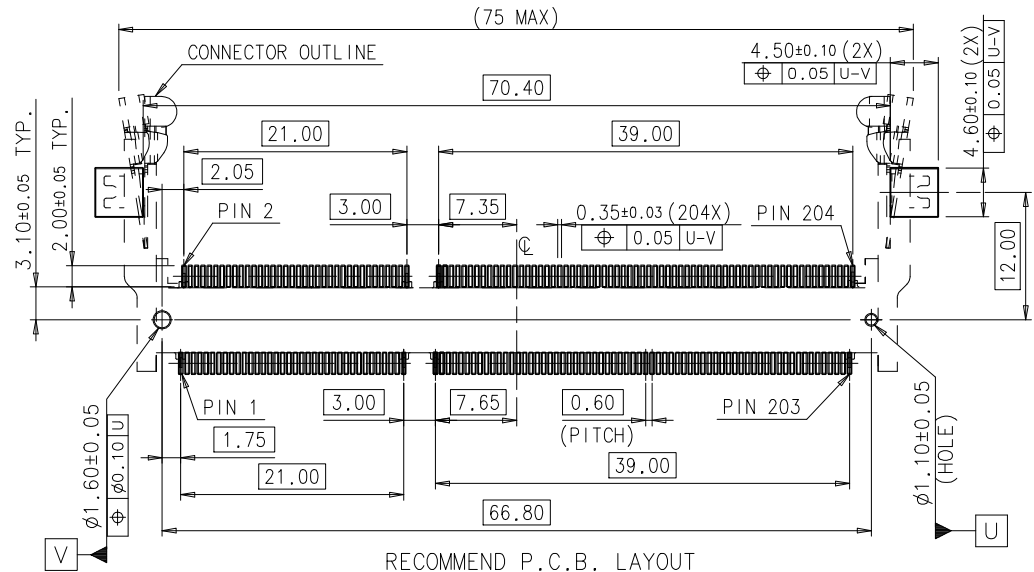 (75 MAX)
CONNECTOR OUTLINE
4.50±0.10 (2X)
⌖ 0.05 U-V
4.60±0.10 (2X)
⌖ 0.05 U-V
70.40
21.00
39.00
3.10±0.05 TYP.
2.00±0.05 TYP.
2.05
PIN 2
3.00
7.35
0.35±0.03 (204X)
⌖ 0.05 U-V
PIN 204
℄
12.00
PIN 1
3.00
7.65
0.60
(PITCH)
PIN 203
1.75
21.00
39.00
ø1.60±0.05
⌖ ø0.10 U
ø1.10±0.05
(HOLE)
66.80
V
U
RECOMMEND P.C.B. LAYOUT